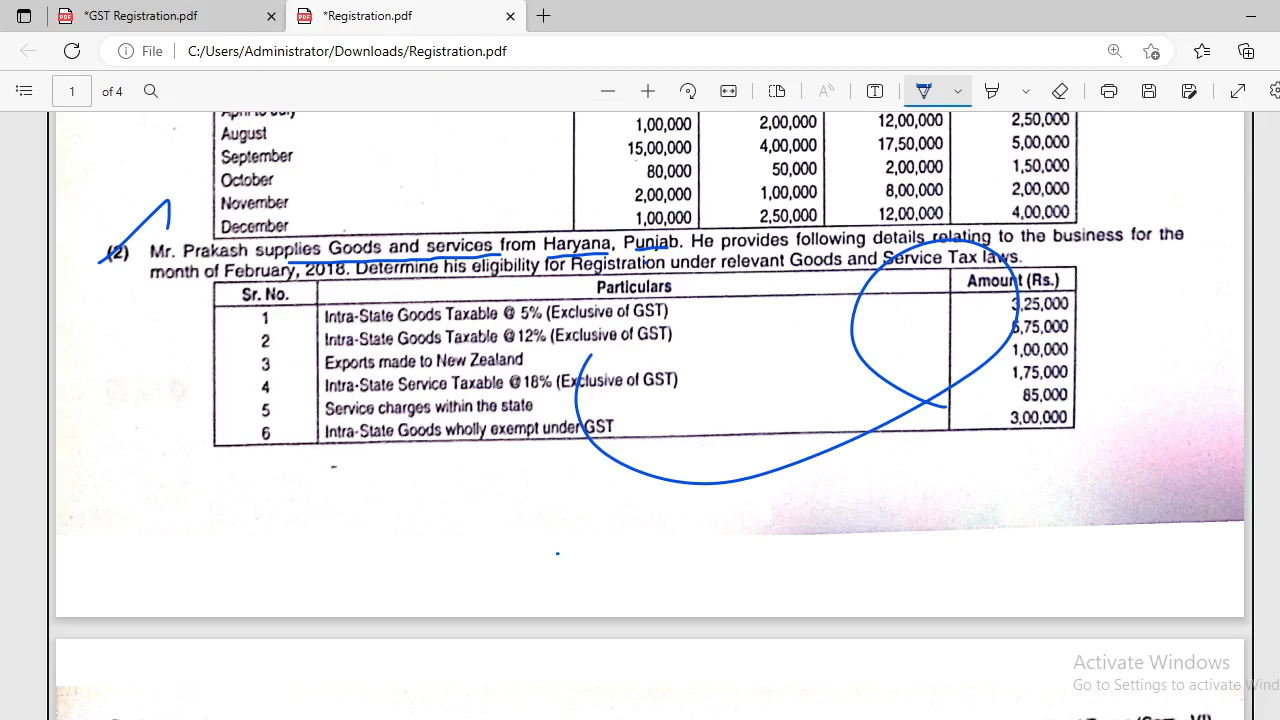 *GST Registration.pdf
*Registration.pdf
File C:/Users/Administrator/Downloads/Registration.pdf
1 of 4
April to July
August 1,00,000 2,00,000 12,00,000 2,50,000
September 15,00,000 4,00,000 17,50,000 5,00,000
October 80,000 50,000 2,00,000 1,50,000
November 2,00,000 1,00,000 8,00,000 2,00,000
December 1,00,000 2,50,000 12,00,000 4,00,000
(2) Mr. Prakash supplies Goods and services from Haryana, Punjab. He provides following details relating to the business for the
month of February, 2018. Determine his eligibility for Registration under relevant Goods and Service Tax laws.
Sr. No. Particulars Amount (Rs.)
1 Intra-State Goods Taxable @ 5% (Exclusive of GST) 3,25,000
2 Intra-State Goods Taxable @ 12% (Exclusive of GST) 6,75,000
3 Exports made to New Zealand 1,00,000
4 Intra-State Service Taxable @ 18% (Exclusive of GST) 1,75,000
5 Service charges within the state 85,000
6 Intra-State Goods wholly exempt under GST 3,00,000
Activate Windows
Go to Settings to activate Wind